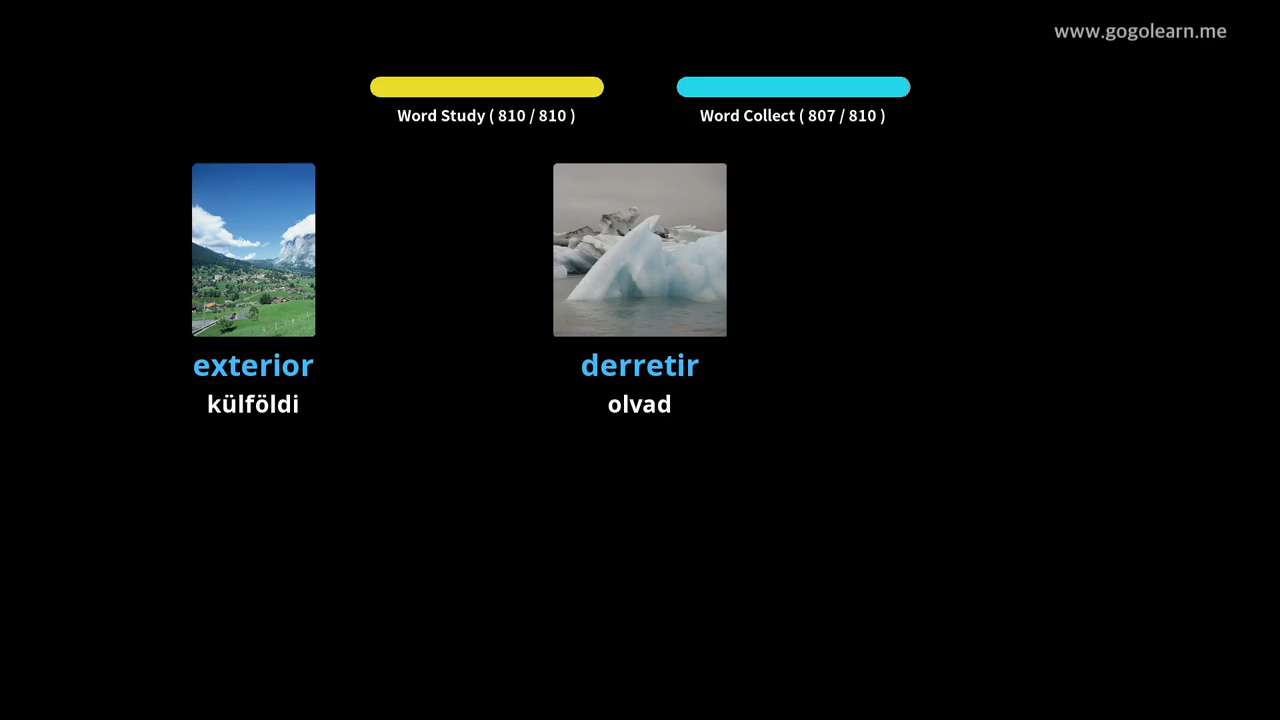 www.gogolearn.me
Word Study ( 810 / 810 )
Word Collect ( 807 / 810 )
exterior
külföldi
derretir
olvad